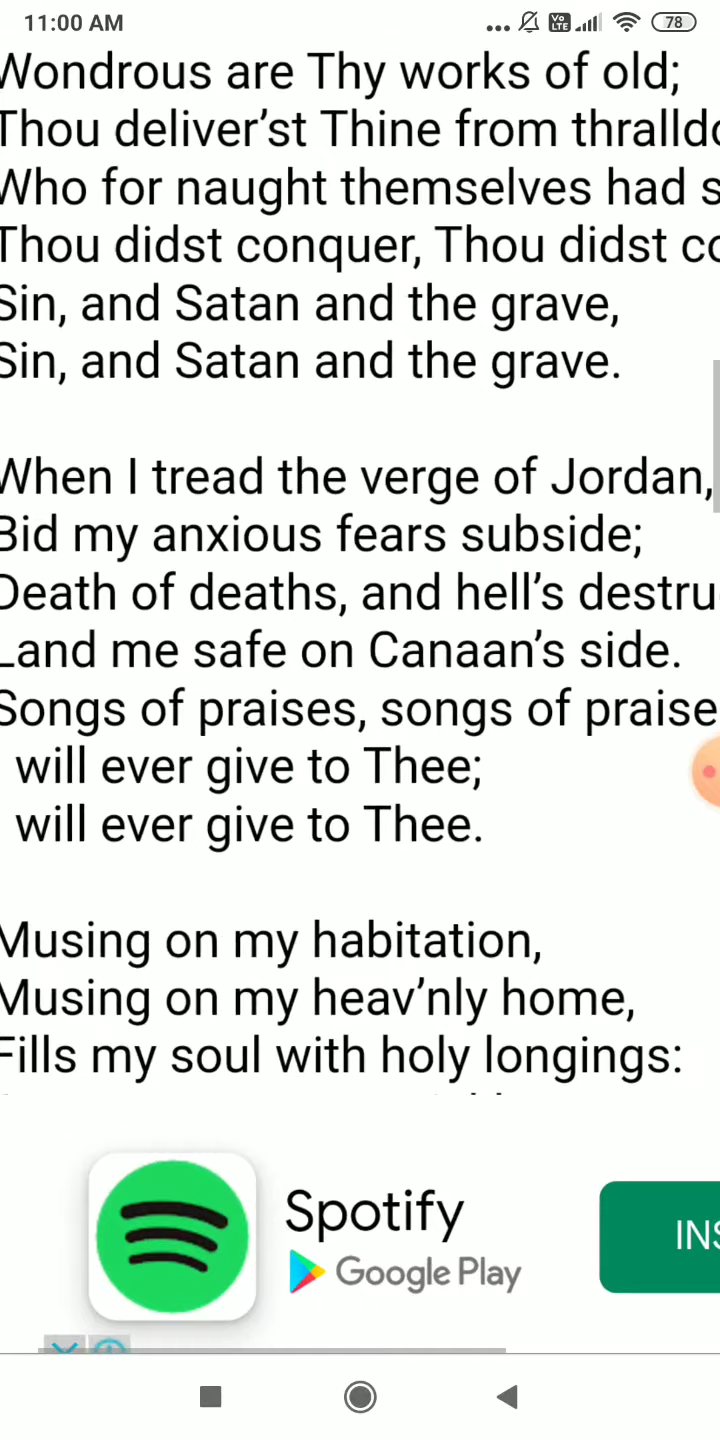 11:00 AM ... Vo LTE 78
Wondrous are Thy works of old;
Thou deliver’st Thine from thralldo
Who for naught themselves had s
Thou didst conquer, Thou didst co
Sin, and Satan and the grave,
Sin, and Satan and the grave.
When I tread the verge of Jordan,
Bid my anxious fears subside;
Death of deaths, and hell’s destru
Land me safe on Canaan’s side.
Songs of praises, songs of praise
will ever give to Thee;
will ever give to Thee.
Musing on my habitation,
Musing on my heav’nly home,
Fills my soul with holy longings:
Spotify
Google Play
INS